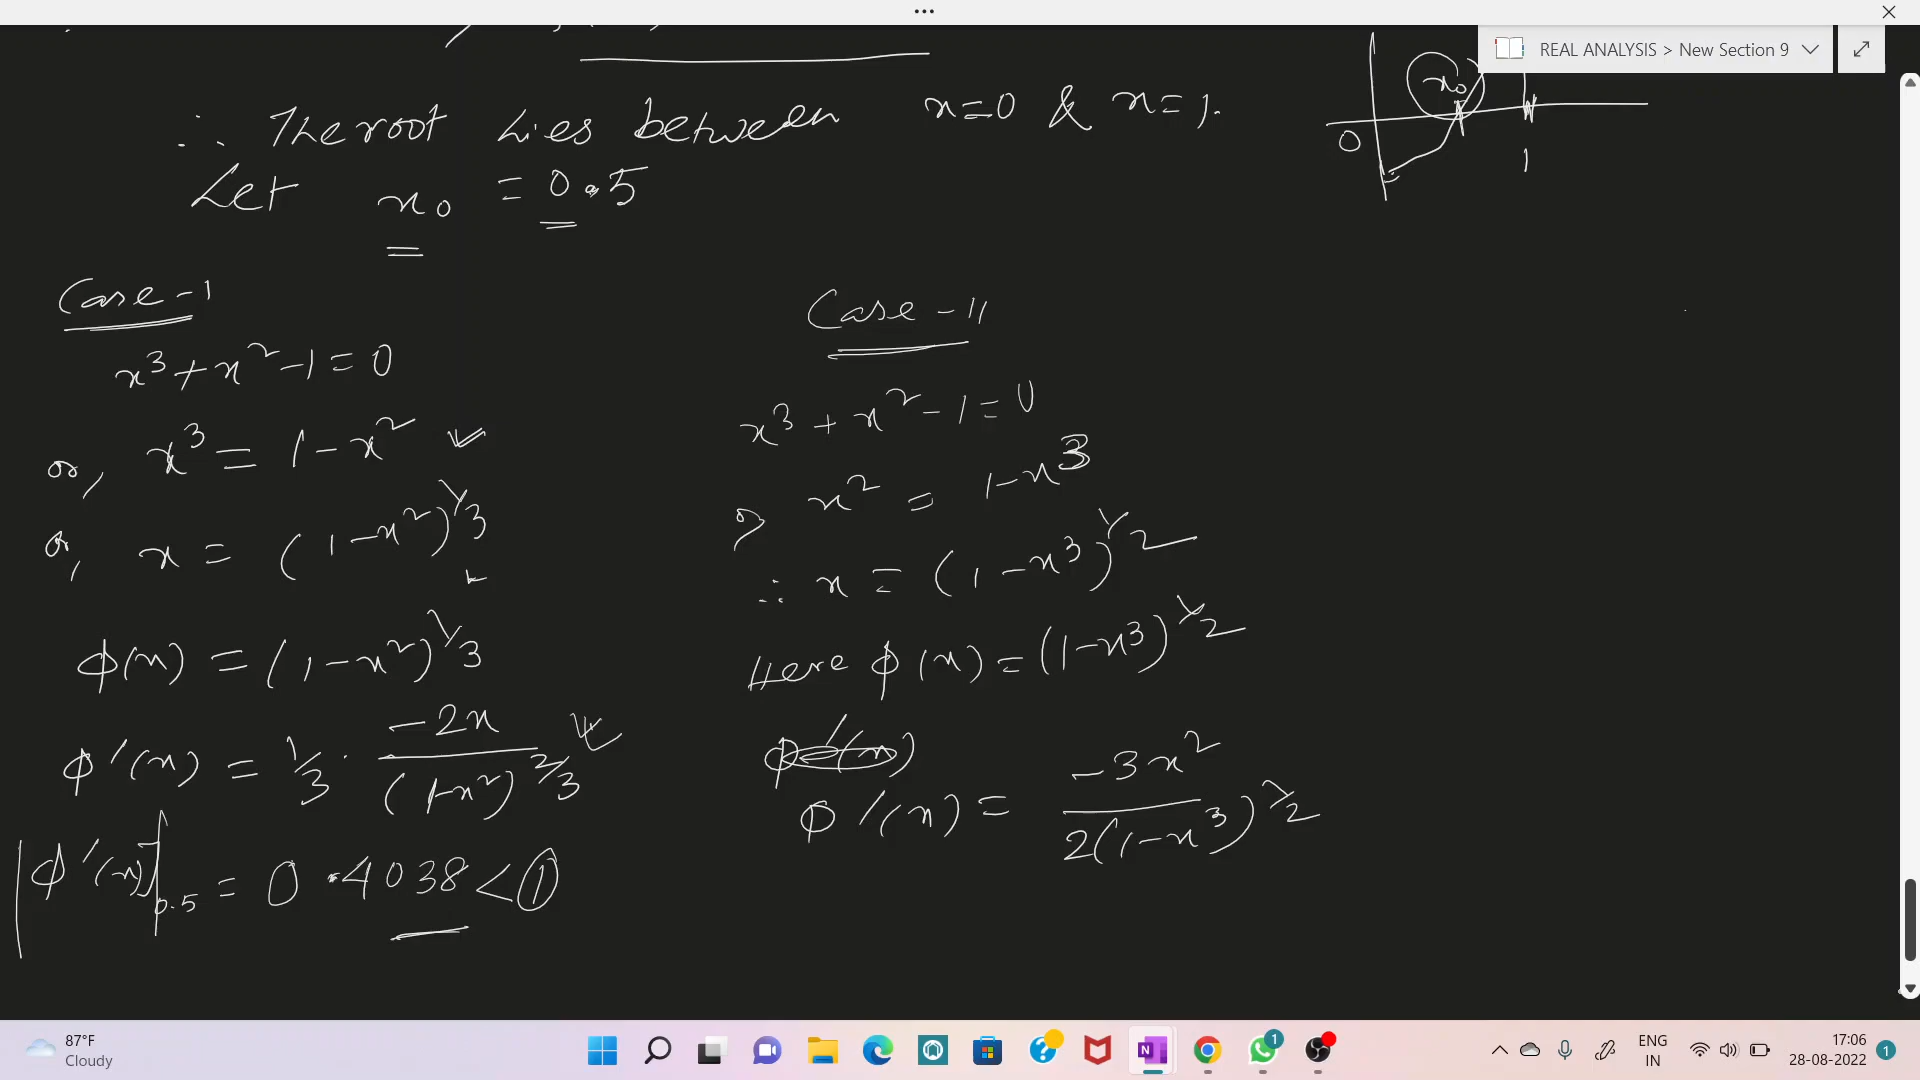 REAL ANALYSIS > New Section 9
∴ The root lies between x=0 & x=1.
Let x₀ = 0.5
x₀
0
1
Case-1
x³+x²-1=0
or, x³ = 1-x²
or, x = (1-x²)^1/3
ϕ(x) = (1-x²)^1/3
ϕ'(x) = 1/3 · -2x/(1-x²)^2/3
|ϕ'(x)|0.5 = 0.4038 < 1
Case-11
x³+x²-1=0
x² = 1-x³
∴ x = (1-x³)^1/2
Here ϕ(x) = (1-x³)^1/2
ϕ'(x)
ϕ'(x) = -3x²/2(1-x³)^1/2
87°F
Cloudy
1
ENG
IN
17:06
28-08-2022
1